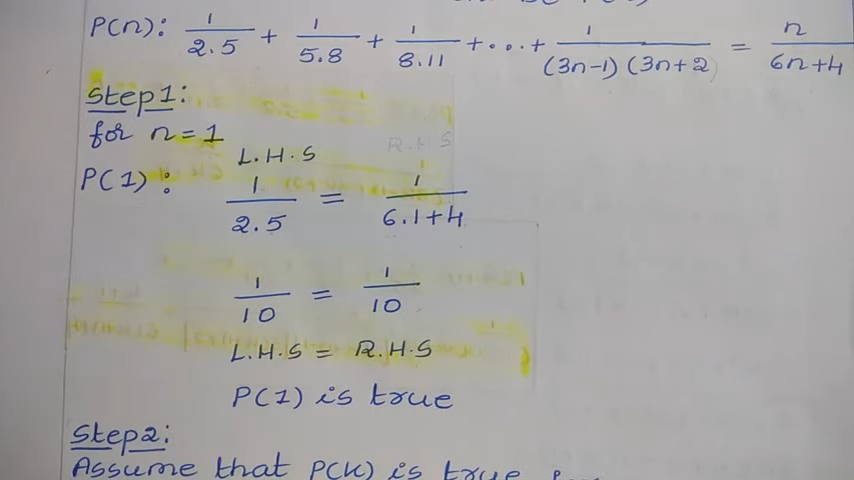 P(n): 1/2.5 + 1/5.8 + 1/8.11 + ... + 1/(3n-1)(3n+2) = n/6n+4
Step1:
for n=1
L.H.S R.H.S
P(1): 1/2.5 = 1/6.1+4
1/10 = 1/10
L.H.S = R.H.S
P(1) is true
Step2:
Assume that P(K) is true